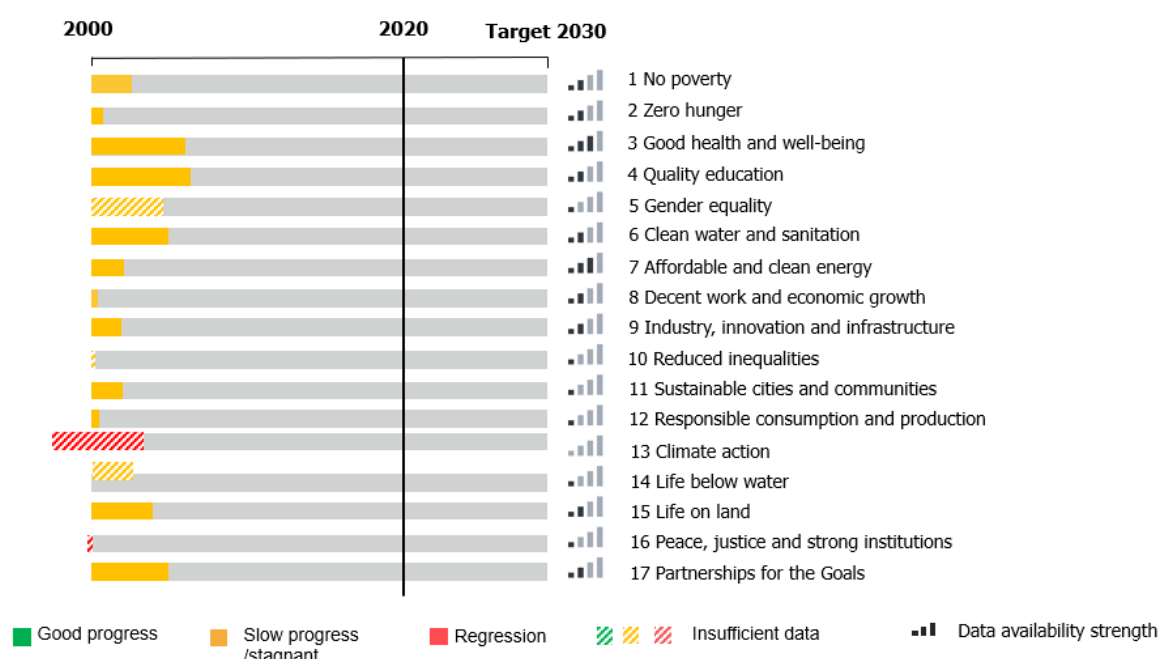 2000
2020
Target 2030
1 No poverty
2 Zero hunger
3 Good health and well-being
4 Quality education
5 Gender equality
6 Clean water and sanitation
7 Affordable and clean energy
8 Decent work and economic growth
9 Industry, innovation and infrastructure
10 Reduced inequalities
11 Sustainable cities and communities
12 Responsible consumption and production
13 Climate action
14 Life below water
15 Life on land
16 Peace, justice and strong institutions
17 Partnerships for the Goals
Good progress
Slow progress
/stagnant
Regression
Insufficient data
Data availability strength